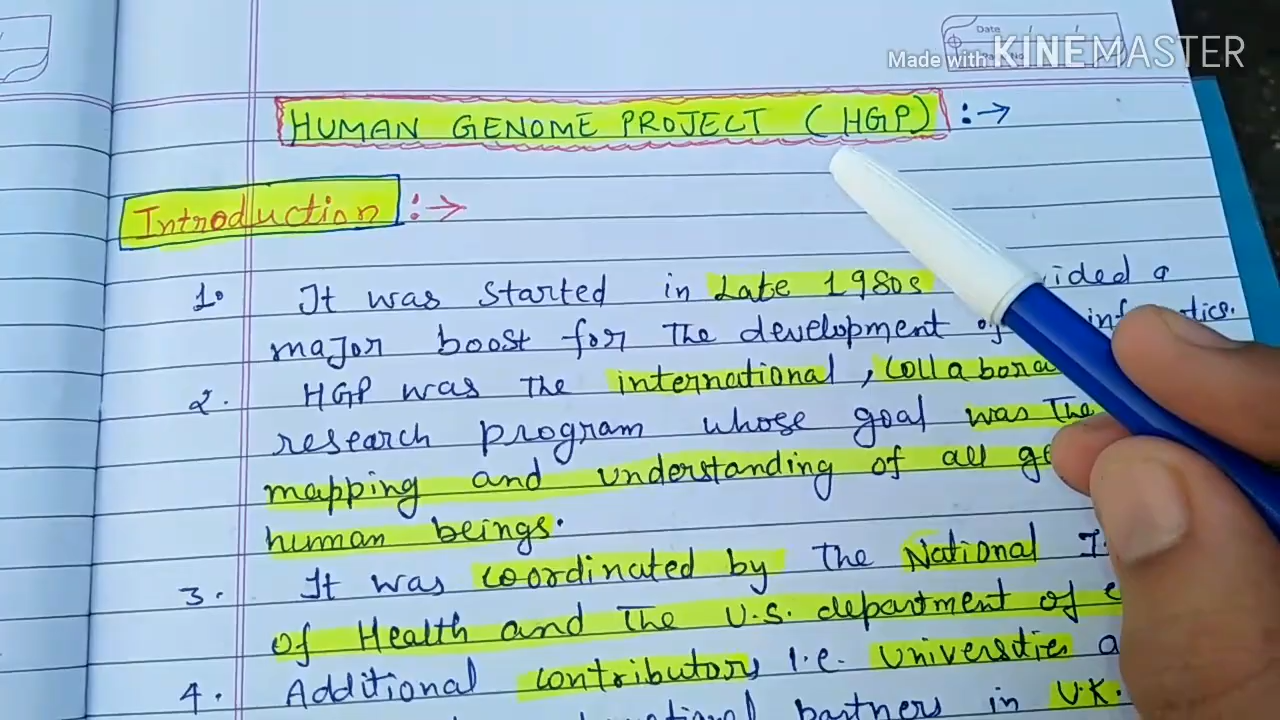 Date / /
Made with KINEMASTER
HUMAN GENOME PROJECT (HGP) :→
Introduction :→
1. It was started in Late 1980s a
major boost for the development
2. HGP was the international,
research program whose goal was the
mapping and understanding of all
human beings.
3. It was coordinated by the National
of Health and the U.S. department of
4. Additional contributors i.e. Universities
partners in U.K.